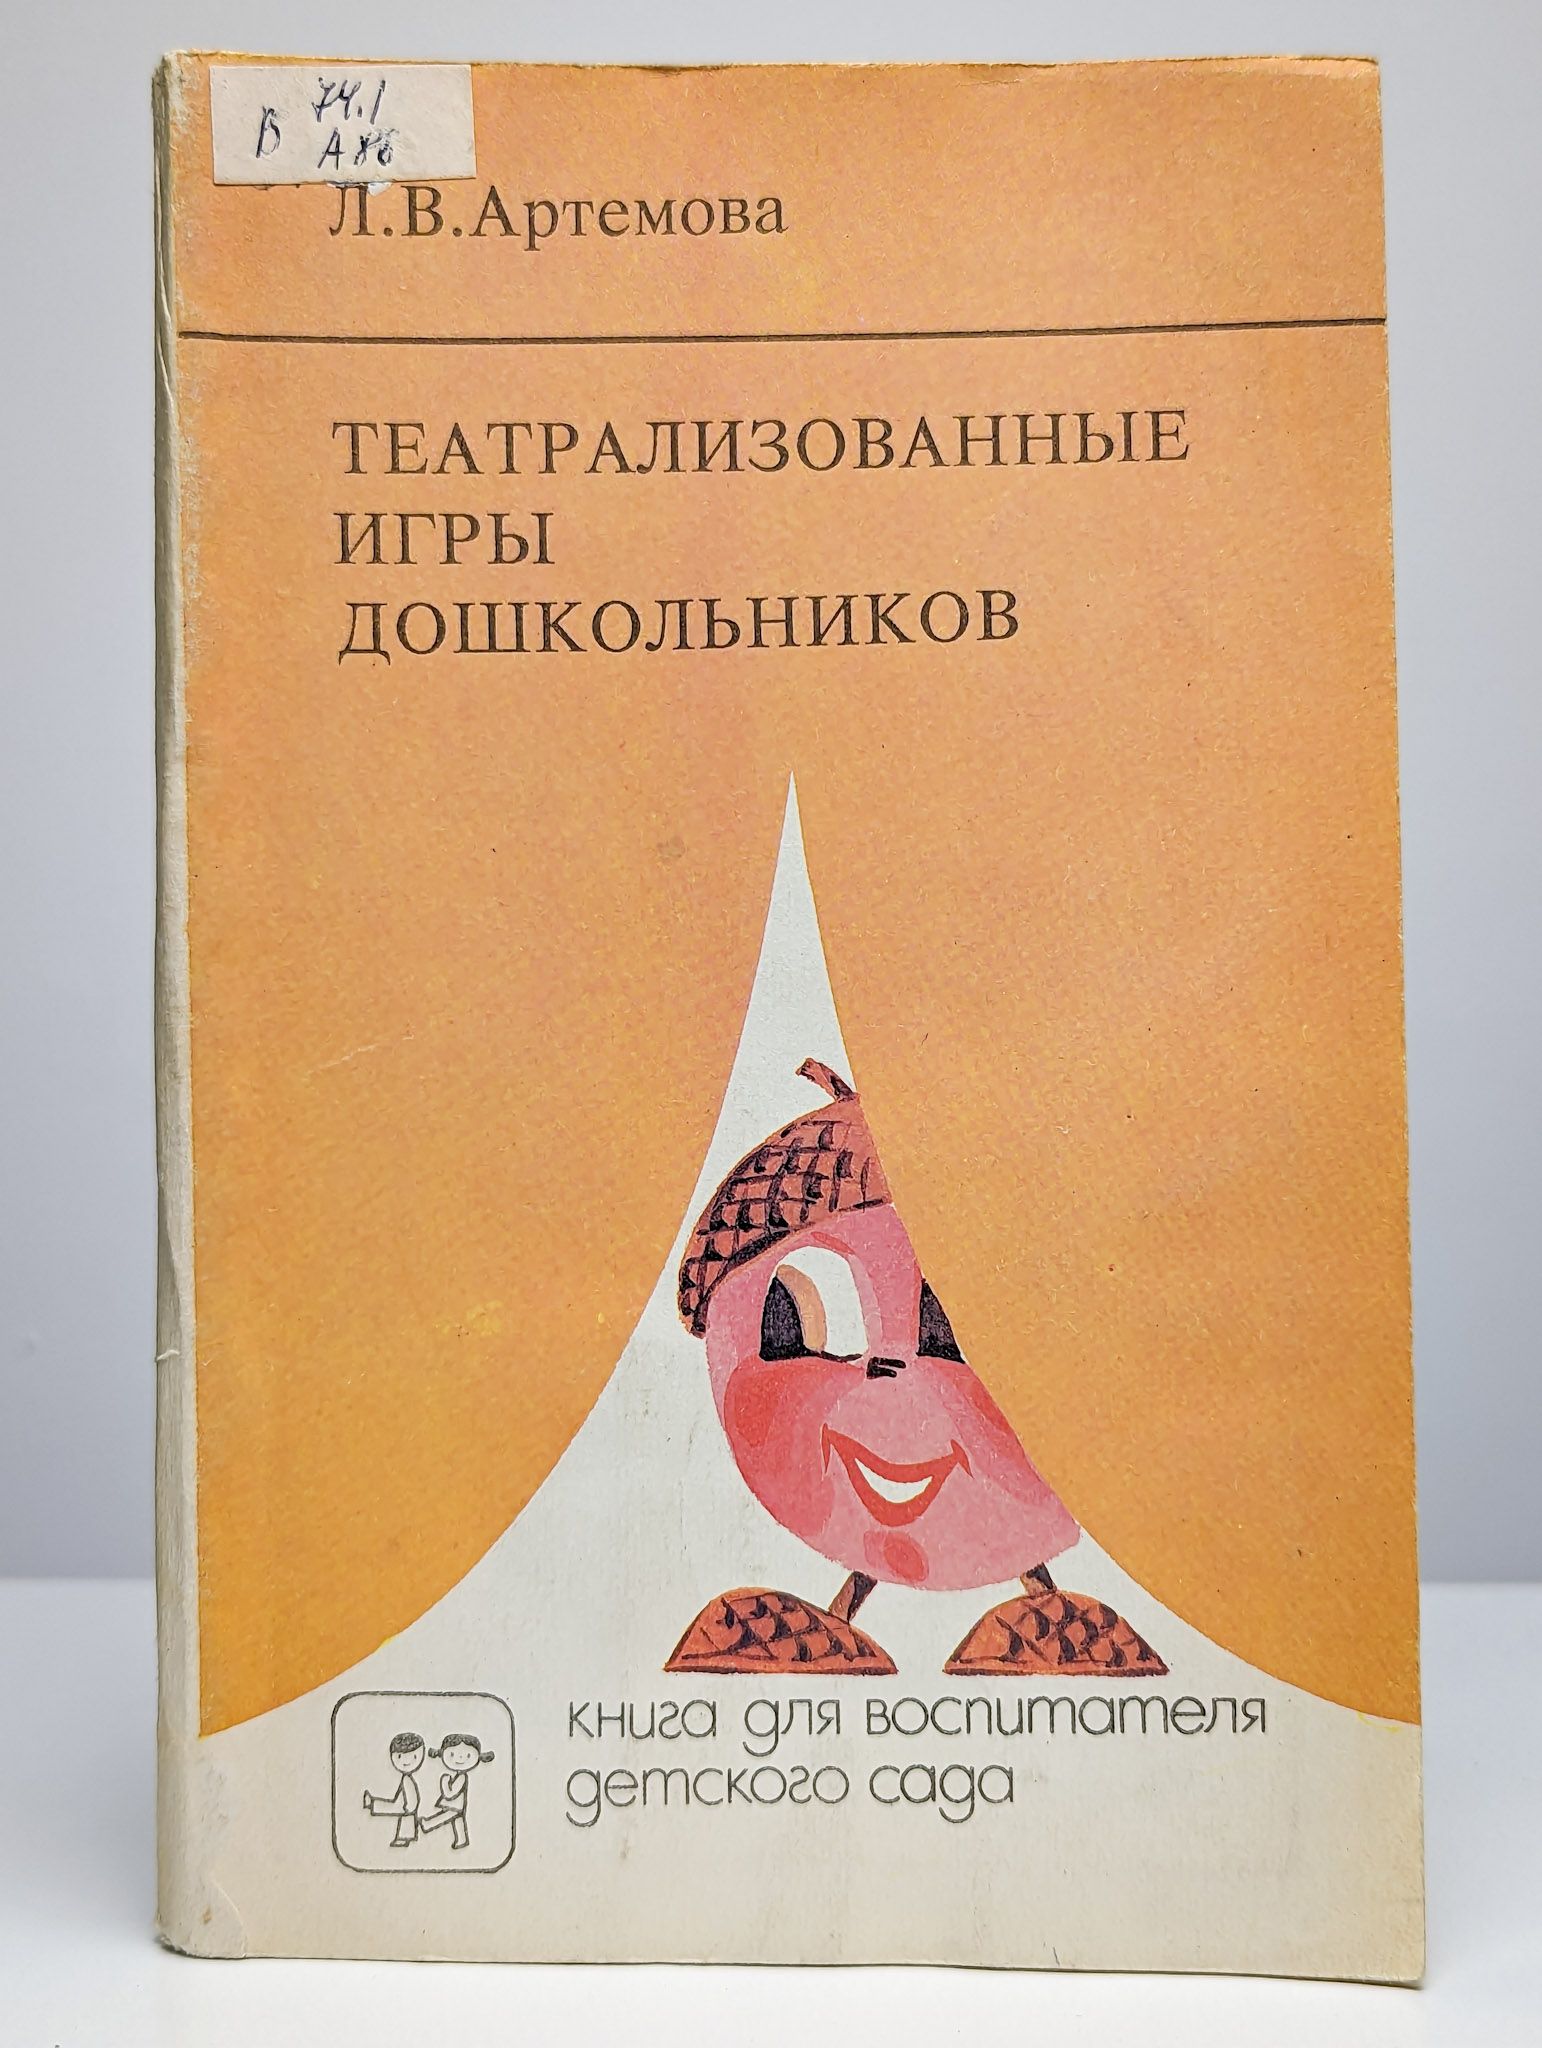 74.1
В
А86
Л.В.Артемова
ТЕАТРАЛИЗОВАННЫЕ
ИГРЫ
ДОШКОЛЬНИКОВ
книга для воспитателя
детского сада